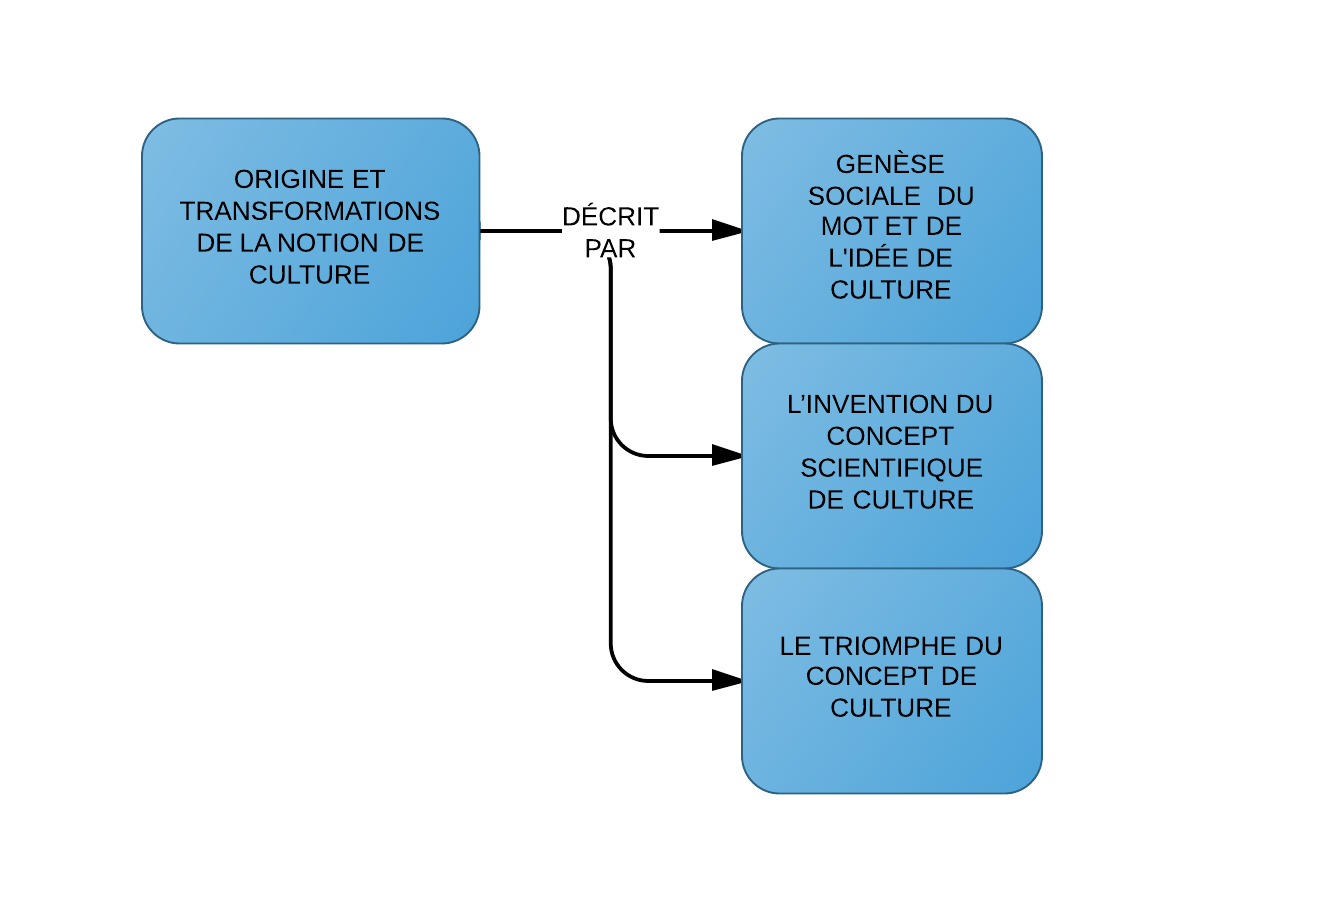 ORIGINE ET
TRANSFORMATIONS
DE LA NOTION DE
CULTURE
DÉCRIT
PAR
GENÈSE
SOCIALE  DU
MOT ET DE
L'IDÉE DE
CULTURE
L’INVENTION DU
CONCEPT
SCIENTIFIQUE
DE CULTURE
LE TRIOMPHE DU
CONCEPT DE
CULTURE